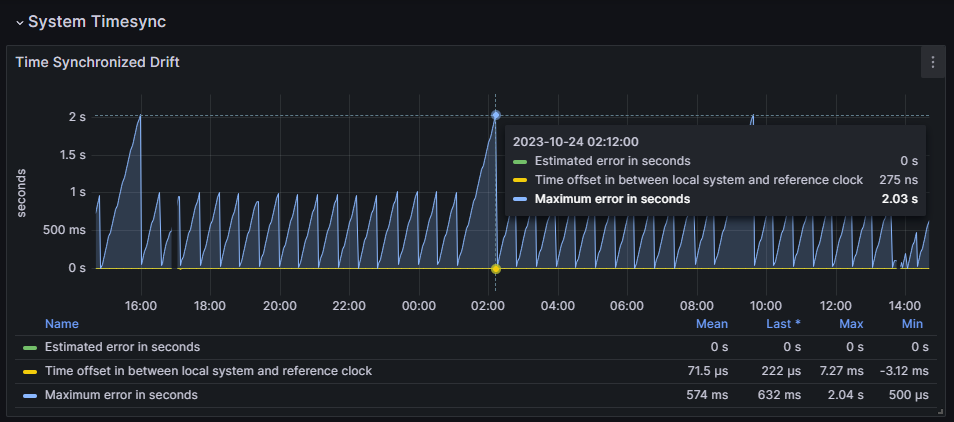 System Timesync
Time Synchronized Drift
seconds
2 s
1.5 s
1 s
500 ms
0 s
2023-10-24 02:12:00
Estimated error in seconds 0 s
Time offset in between local system and reference clock 275 ns
Maximum error in seconds 2.03 s
16:00 18:00 20:00 22:00 00:00 02:00 04:00 06:00 08:00 10:00 12:00 14:00
Name Mean Last * Max Min
Estimated error in seconds 0 s 0 s 0 s 0 s
Time offset in between local system and reference clock 71.5 µs 222 µs 7.27 ms -3.12 ms
Maximum error in seconds 574 ms 632 ms 2.04 s 500 µs